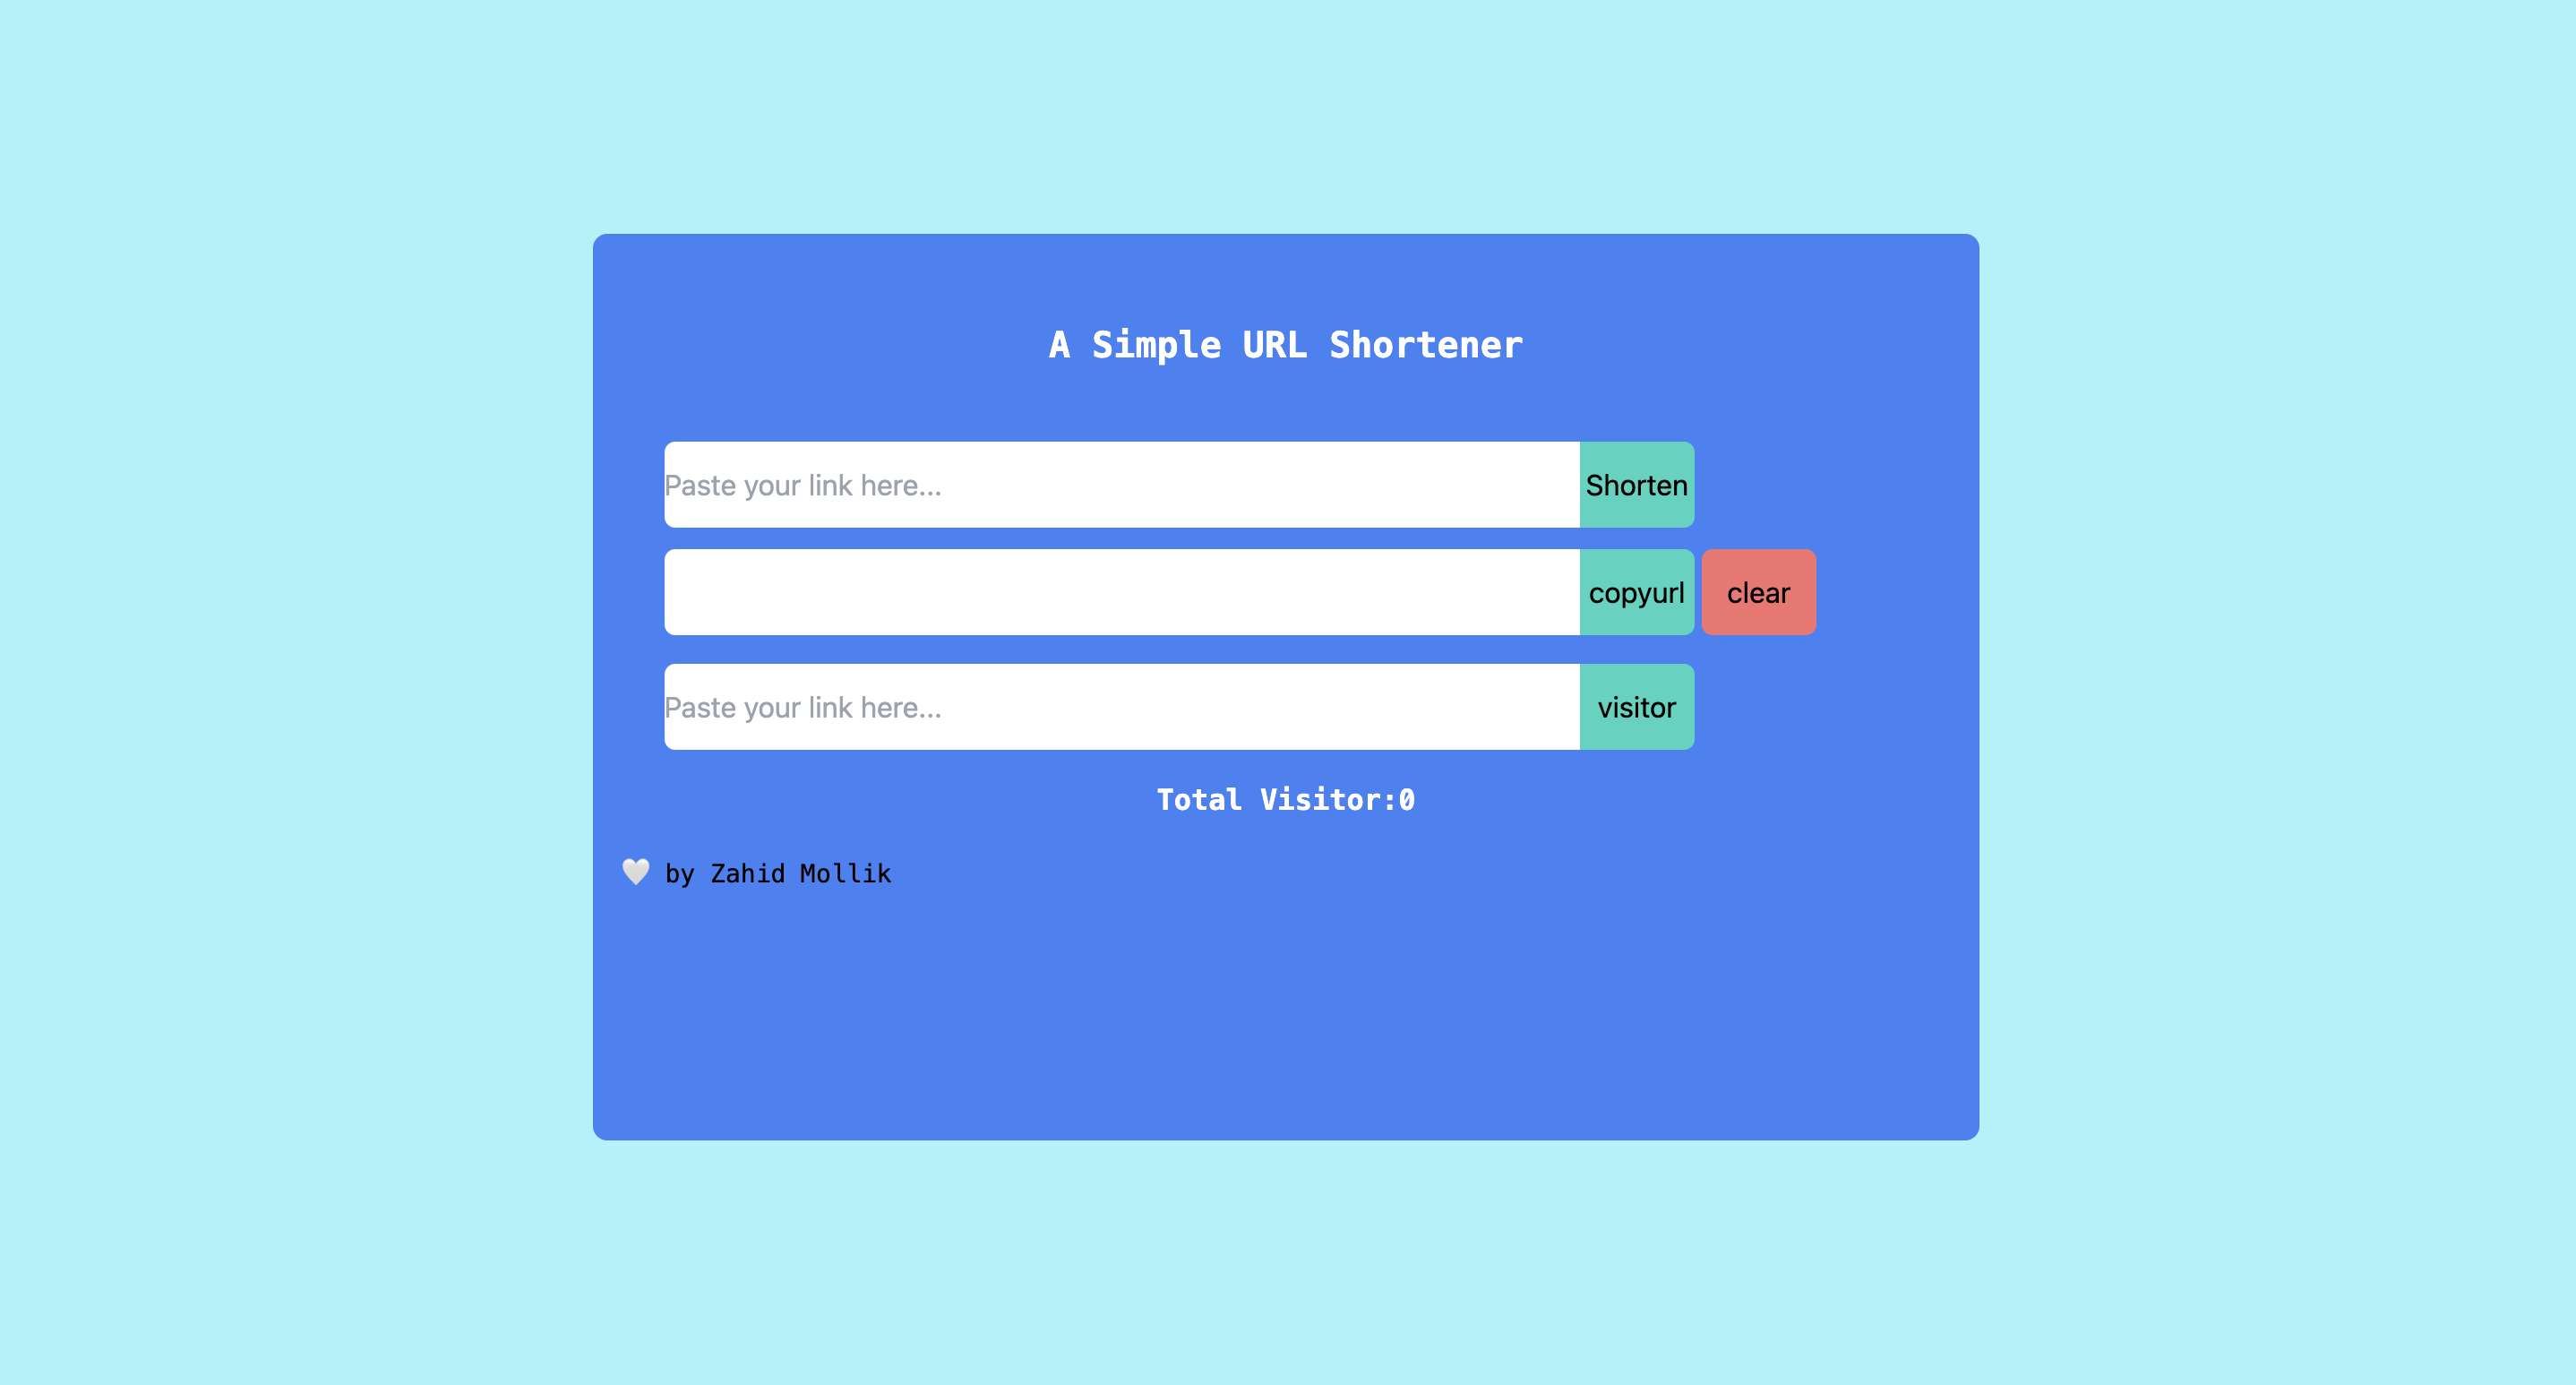 A Simple URL Shortener
Paste your link here... Shorten
copyurl clear
Paste your link here... visitor
Total Visitor:0
🤍 by Zahid Mollik